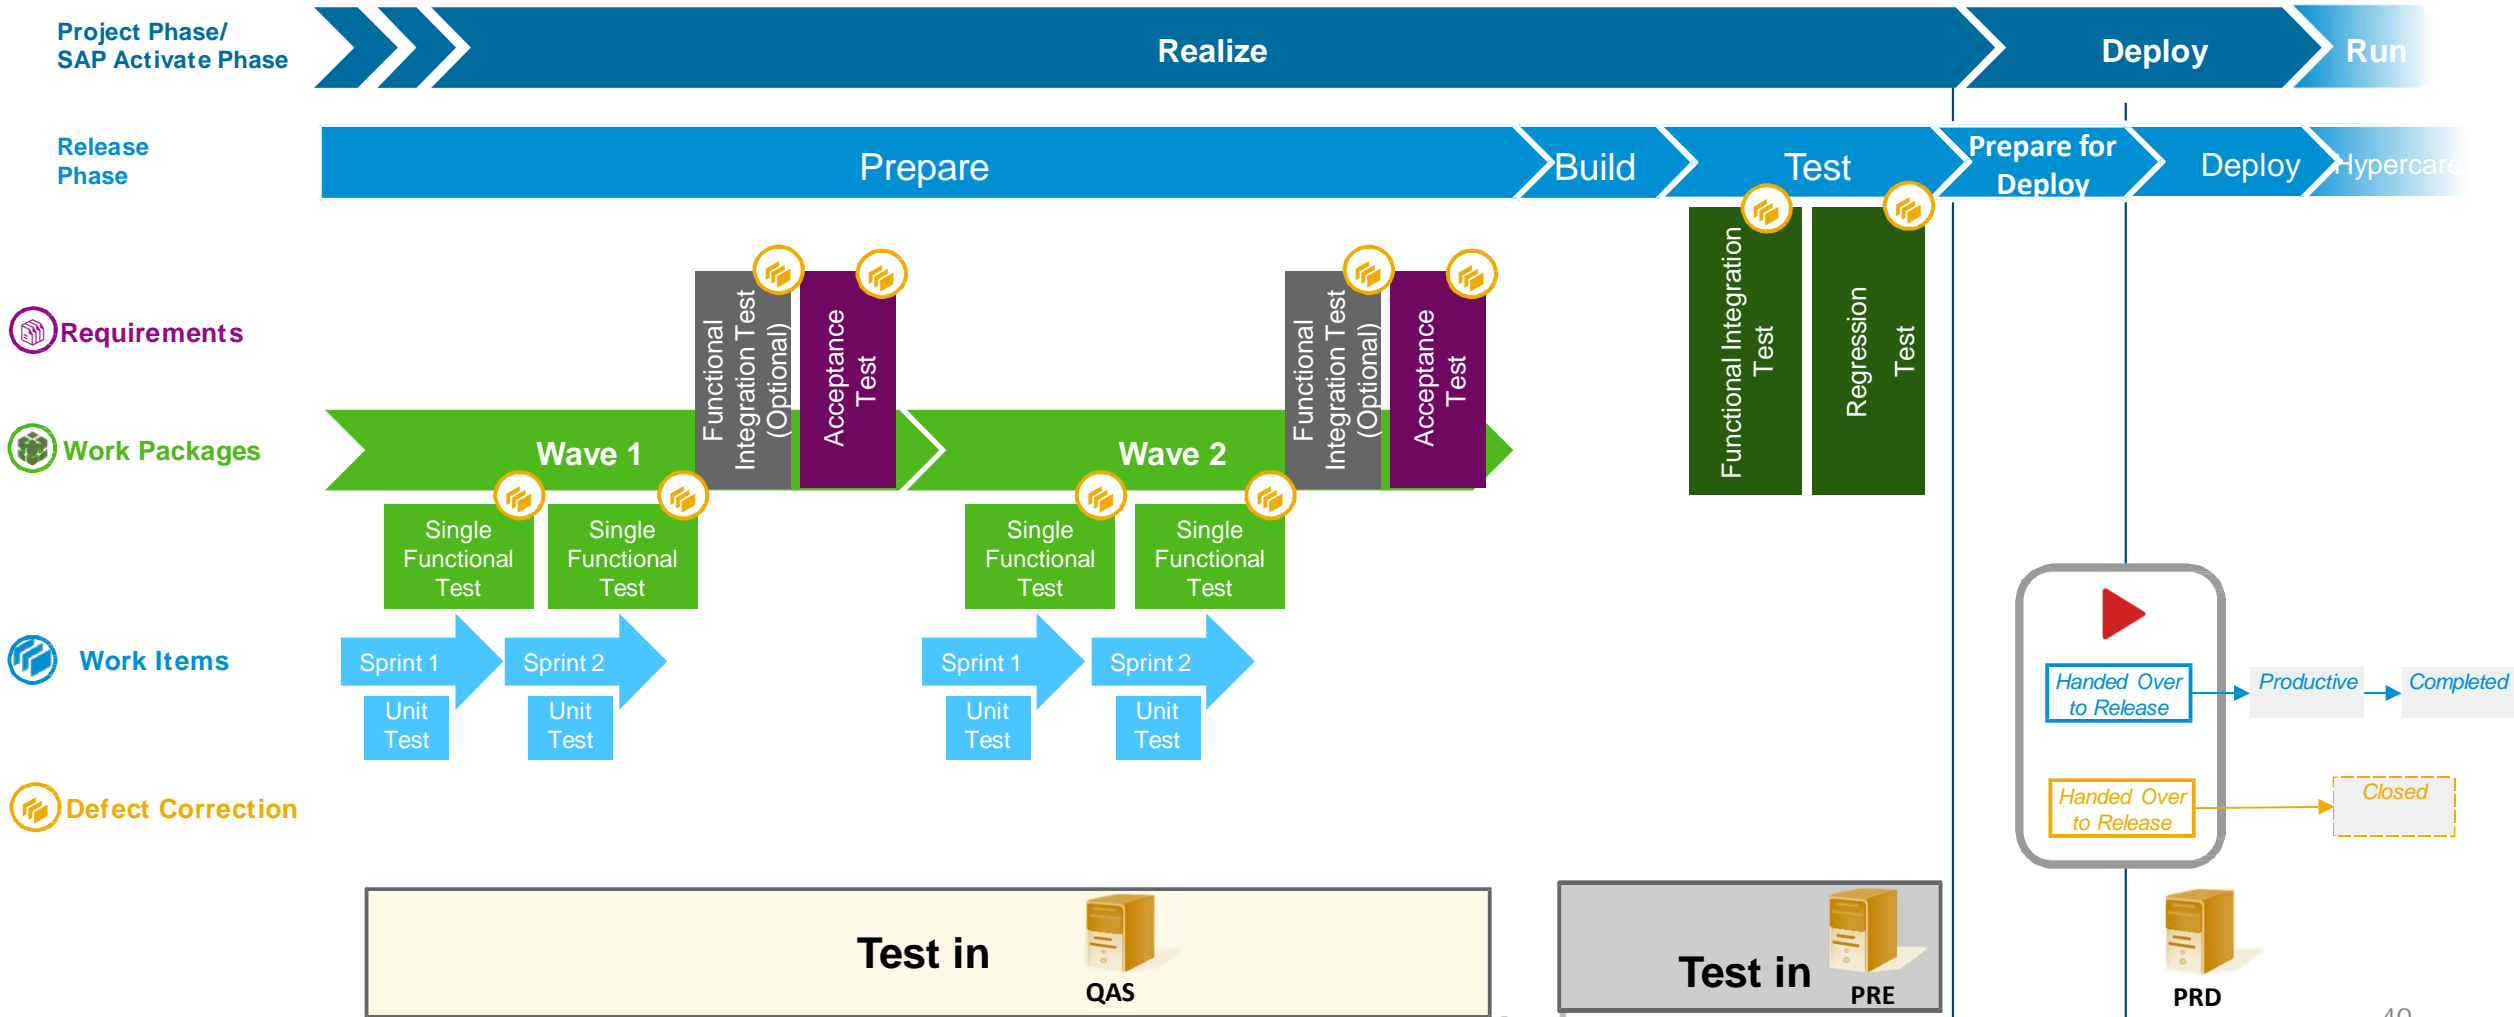 Project Phase/
SAP Activate Phase
Realize
Deploy
Run
Release
Phase
Prepare
Build
Test
Prepare for
Deploy
Deploy
Hypercare
Requirements
Functional
Integration Test
(Optional)
Acceptance
Test
Functional
Integration Test
(Optional)
Acceptance
Test
Functional Integration
Test
Regression
Test
Work Packages
Wave 1
Wave 2
Single
Functional
Test
Single
Functional
Test
Single
Functional
Test
Single
Functional
Test
Work Items
Sprint 1
Sprint 2
Sprint 1
Sprint 2
Unit
Test
Unit
Test
Unit
Test
Unit
Test
Handed Over
to Release
Productive
Completed
Defect Correction
Handed Over
to Release
Closed
Test in
QAS
Test in
PRE
PRD
40